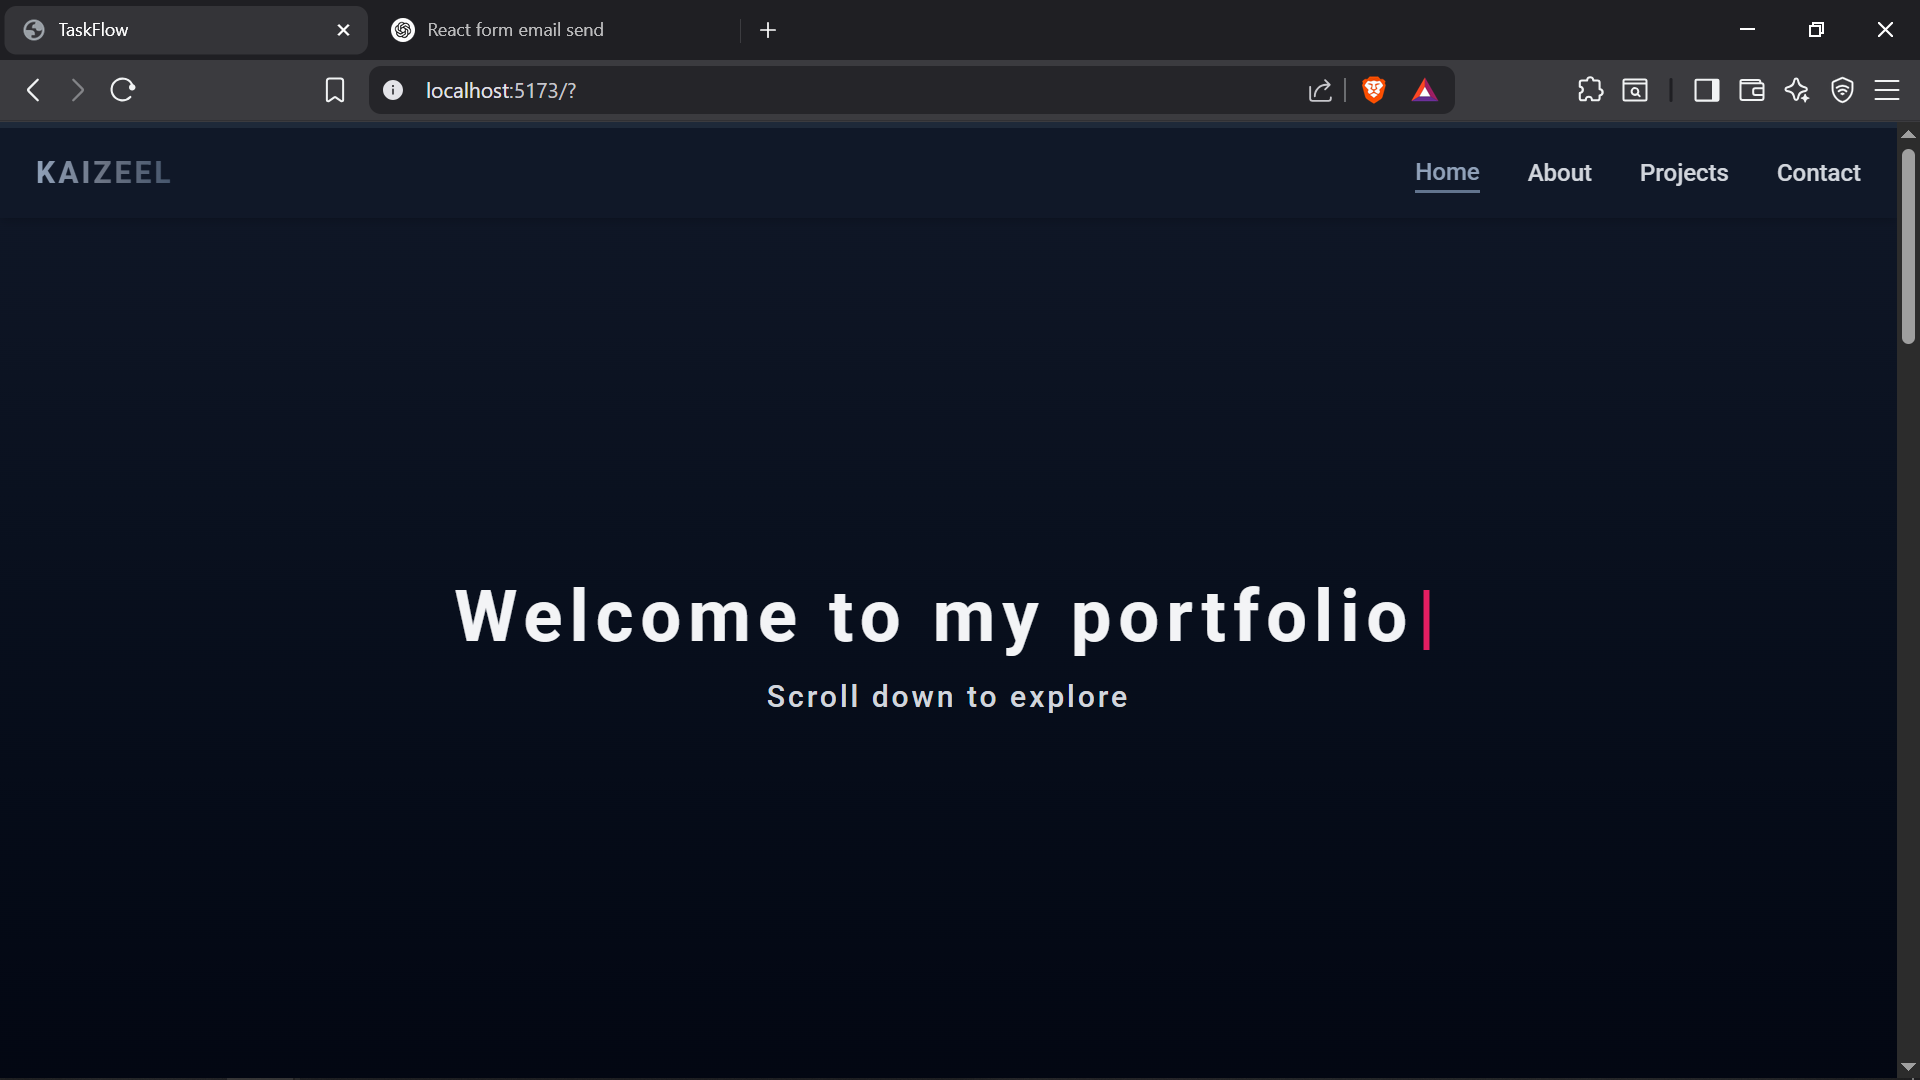 TaskFlow
React form email send
localhost:5173/?
KAIZEEL
Home
About
Projects
Contact
Welcome to my portfolio
Scroll down to explore